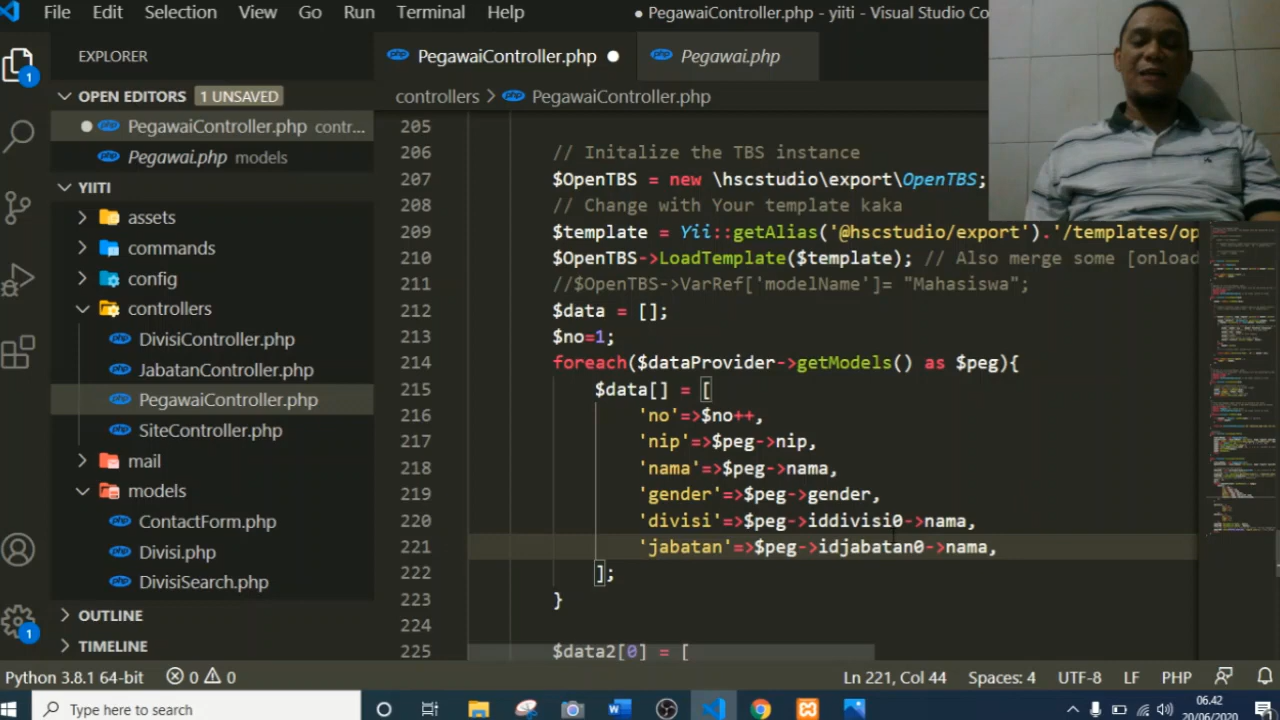 File Edit Selection View Go Run Terminal Help ● PegawaiController.php - yiiti - Visual Studio Co
EXPLORER
PegawaiController.php
Pegawai.php
OPEN EDITORS 1 UNSAVED
controllers > PegawaiController.php
PegawaiController.php contr...
Pegawai.php models
YIITI
assets
commands
config
controllers
DivisiController.php
JabatanController.php
PegawaiController.php
SiteController.php
mail
models
ContactForm.php
Divisi.php
DivisiSearch.php
OUTLINE
TIMELINE
1
1
205
206 // Initalize the TBS instance
207 $OpenTBS = new \hscstudio\export\OpenTBS;
208 // Change with Your template kaka
209 $template = Yii::getAlias('@hscstudio/export').'/templates/op
210 $OpenTBS->LoadTemplate($template); // Also merge some [onload
211 //$OpenTBS->VarRef['modelName']= "Mahasiswa";
212 $data = [];
213 $no=1;
214 foreach($dataProvider->getModels() as $peg){
215 $data[] = [
216 'no'=>$no++,
217 'nip'=>$peg->nip,
218 'nama'=>$peg->nama,
219 'gender'=>$peg->gender,
220 'divisi'=>$peg->iddivisi0->nama,
221 'jabatan'=>$peg->idjabatan0->nama,
222 ];
223 }
224
225 $data2[0] = [
Python 3.8.1 64-bit 0 0 Ln 221, Col 44 Spaces: 4 UTF-8 LF PHP
Type here to search
06.42
20/06/2020